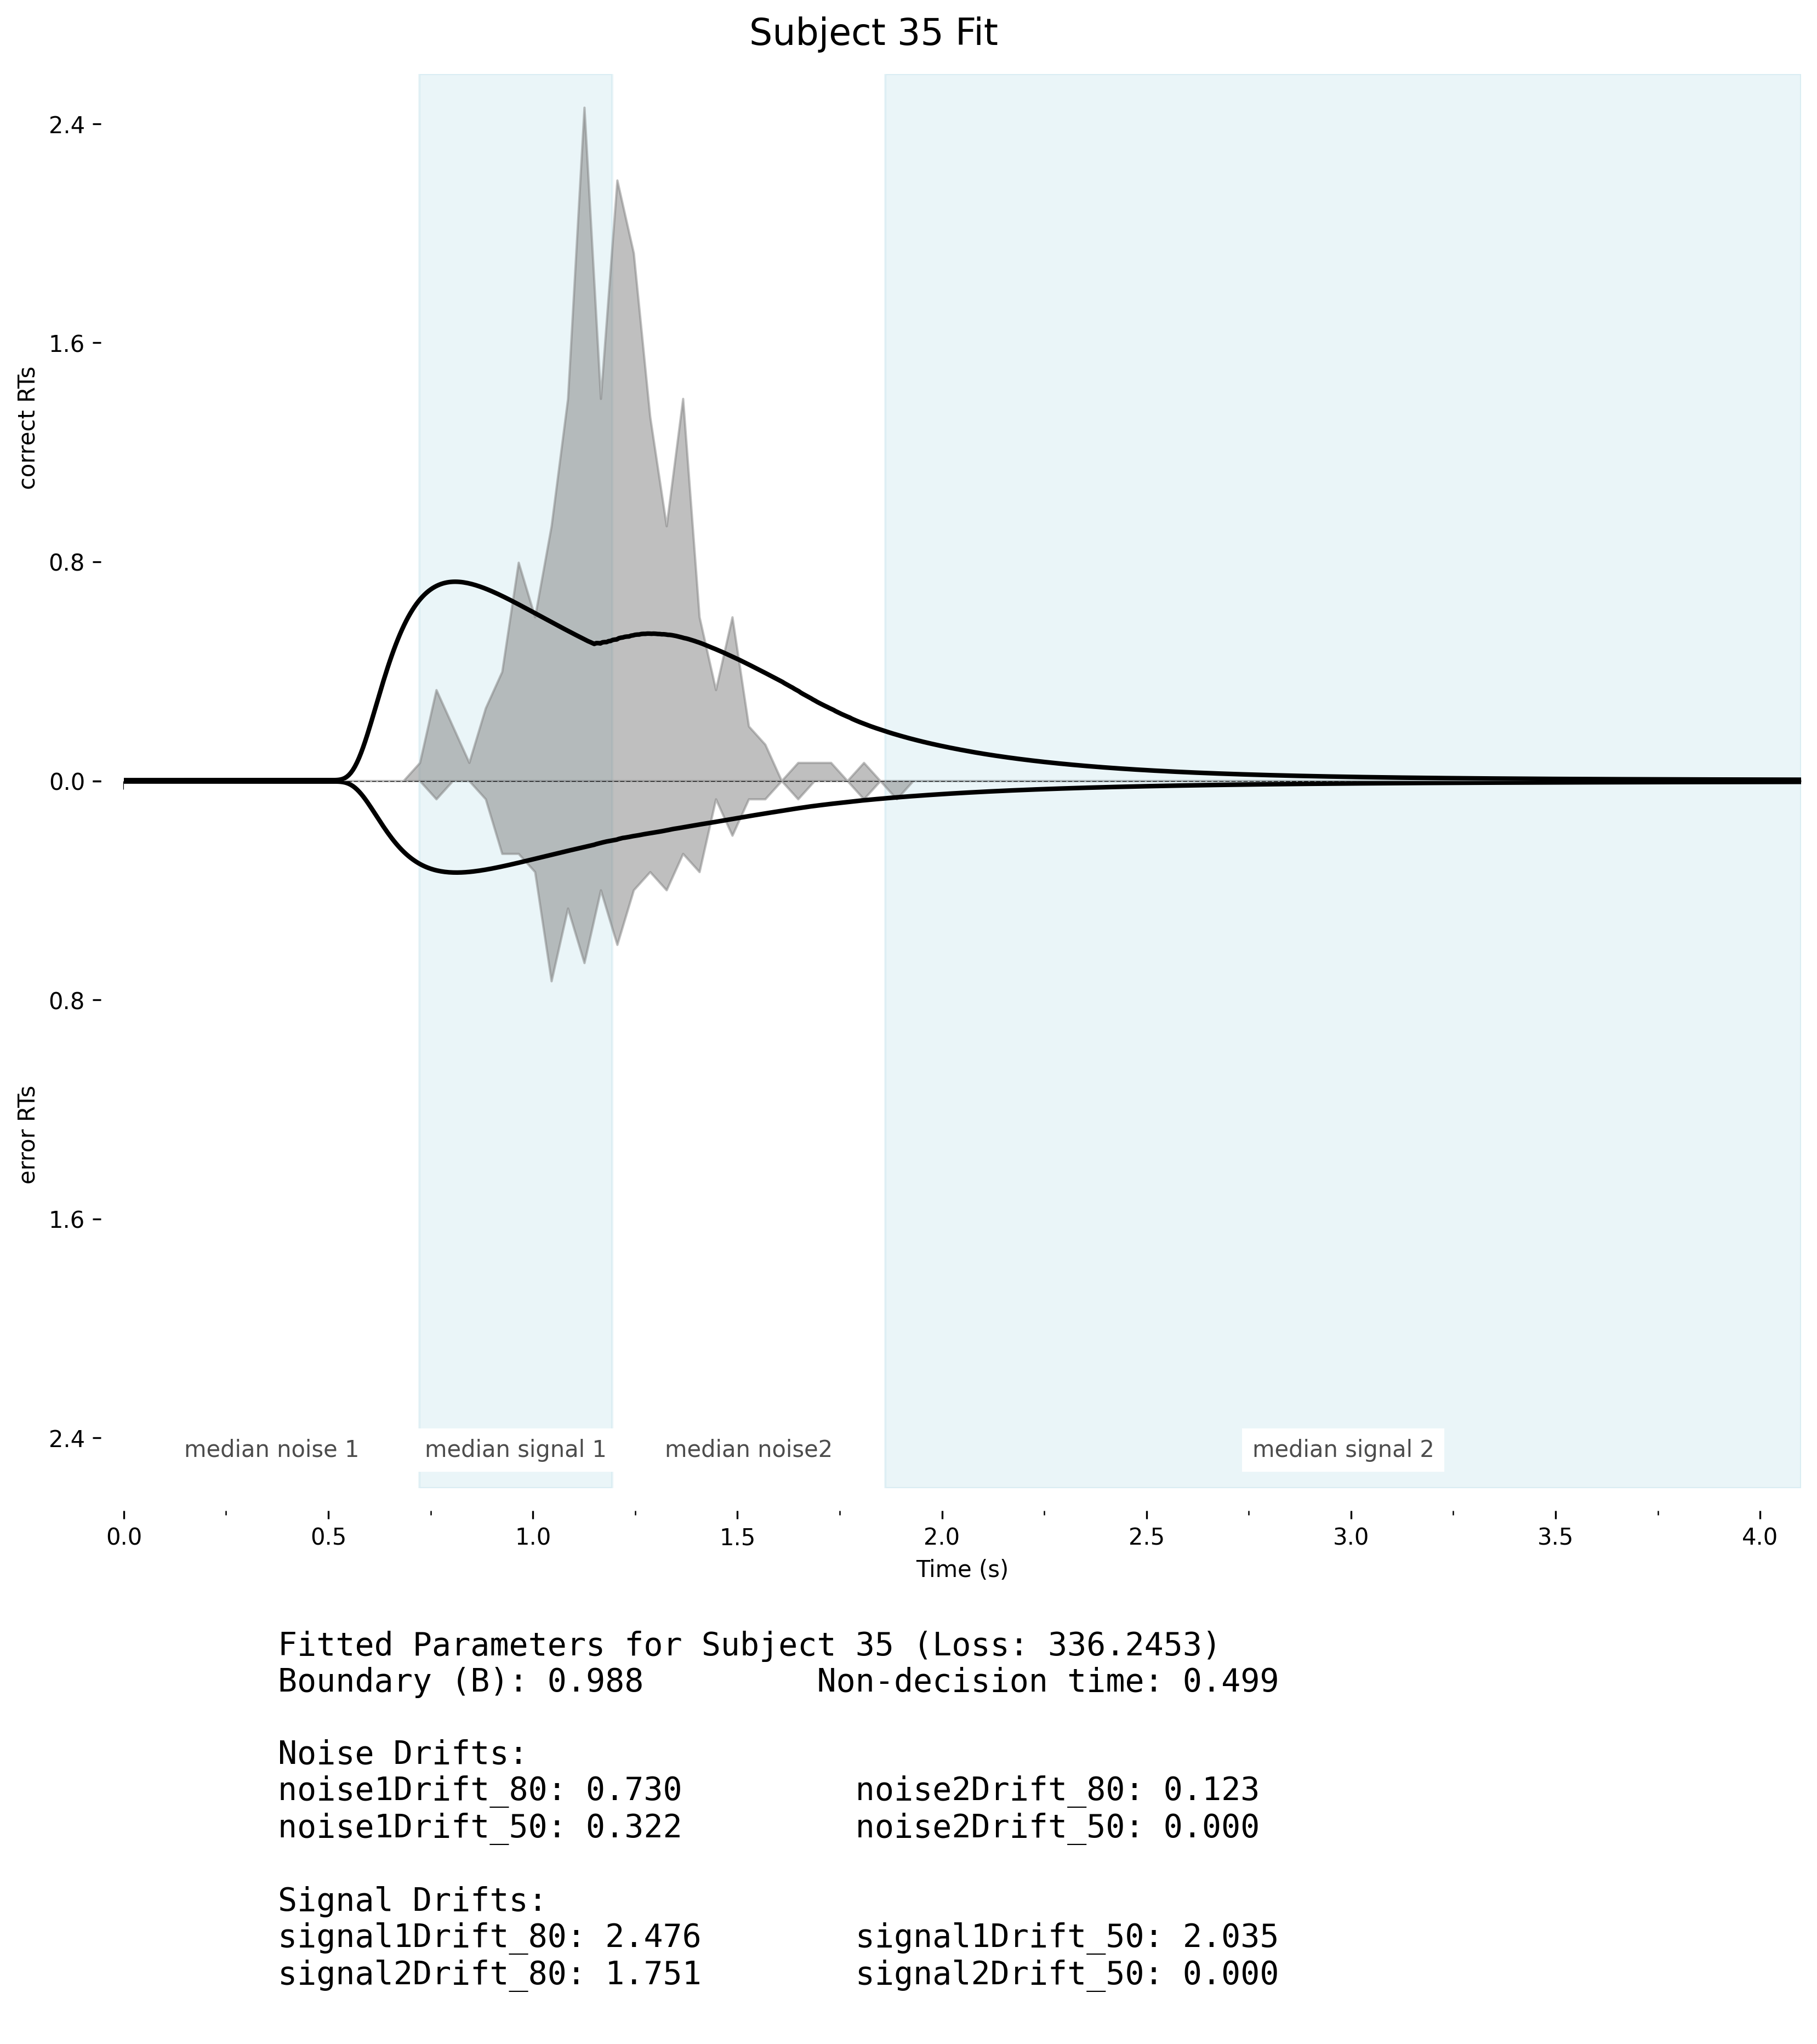 Subject 35 Fit
2.4
1.6
0.8
0.0
0.8
1.6
2.4
correct RTs
error RTs
median noise 1
median signal 1
median noise2
median signal 2
0.0 0.5 1.0 1.5 2.0 2.5 3.0 3.5 4.0
Time (s)
Fitted Parameters for Subject 35 (Loss: 336.2453)
Boundary (B): 0.988 Non-decision time: 0.499
Noise Drifts:
noise1Drift_80: 0.730 noise2Drift_80: 0.123
noise1Drift_50: 0.322 noise2Drift_50: 0.000
Signal Drifts:
signal1Drift_80: 2.476 signal1Drift_50: 2.035
signal2Drift_80: 1.751 signal2Drift_50: 0.000